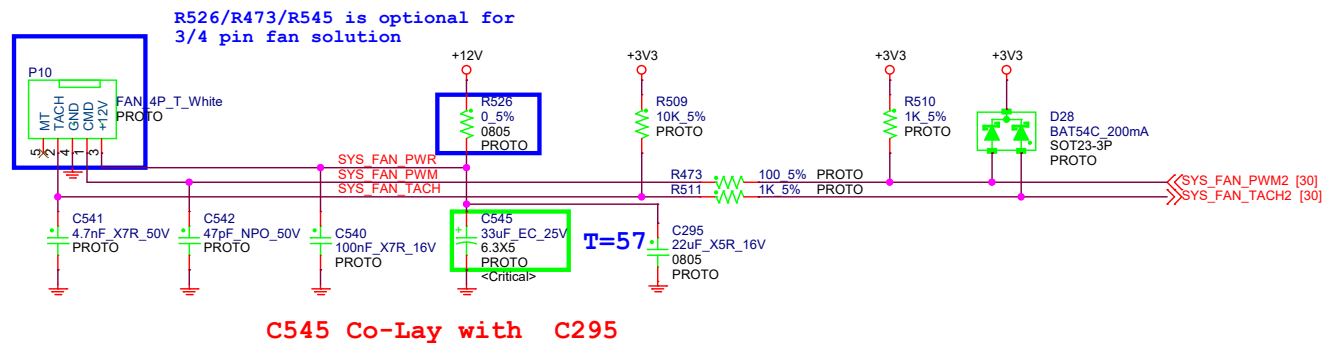 R526/R473/R545 is optional for
3/4 pin fan solution
P10
FAN_4P_T_White
PROTO
MT
TACH
GND
CMD
+12V
5
2
4
1
3
+12V
R526
0_5%
0805
PROTO
+3V3
R509
10K_5%
PROTO
+3V3
R510
1K_5%
PROTO
+3V3
D28
BAT54C_200mA
SOT23-3P
PROTO
SYS_FAN_PWR
SYS_FAN_PWM
SYS_FAN_TACH
R473 100_5% PROTO
R511 1K_5% PROTO
SYS_FAN_PWM2 [30]
SYS_FAN_TACH2 [30]
C541
4.7nF_X7R_50V
PROTO
C542
47pF_NPO_50V
PROTO
C540
100nF_X7R_16V
PROTO
+
C545
33uF_EC_25V
6.3X5
PROTO
<Critical>
T=57
C295
22uF_X5R_16V
0805
PROTO
C545 Co-Lay with C295